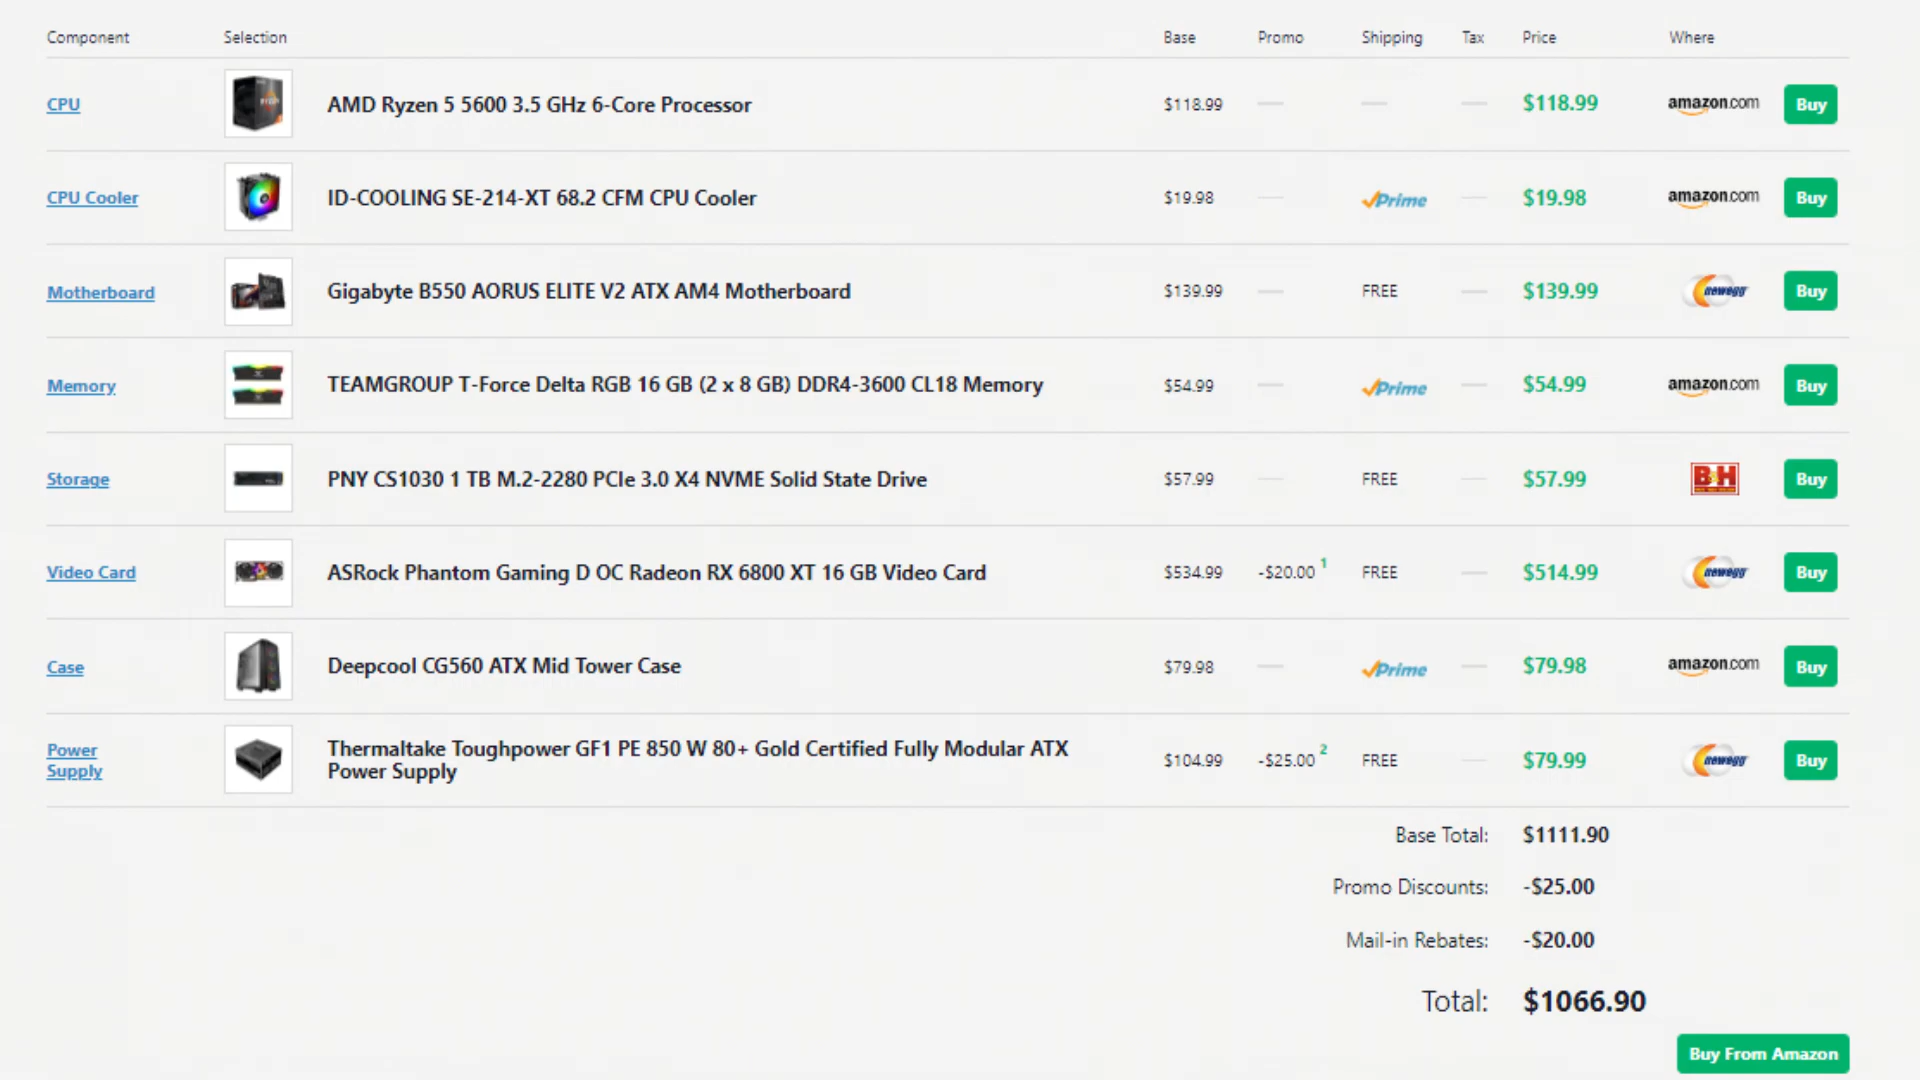 Component Selection Base Promo Shipping Tax Price Where
CPU AMD Ryzen 5 5600 3.5 GHz 6-Core Processor $118.99 — — — $118.99 amazon.com Buy
CPU Cooler ID-COOLING SE-214-XT 68.2 CFM CPU Cooler $19.98 — Prime — $19.98 amazon.com Buy
Motherboard Gigabyte B550 AORUS ELITE V2 ATX AM4 Motherboard $139.99 — FREE — $139.99 newegg Buy
Memory TEAMGROUP T-Force Delta RGB 16 GB (2 x 8 GB) DDR4-3600 CL18 Memory $54.99 — Prime — $54.99 amazon.com Buy
Storage PNY CS1030 1 TB M.2-2280 PCIe 3.0 X4 NVME Solid State Drive $57.99 — FREE — $57.99 B&H Buy
Video Card ASRock Phantom Gaming D OC Radeon RX 6800 XT 16 GB Video Card $534.99 -$20.00 1 FREE — $514.99 newegg Buy
Case Deepcool CG560 ATX Mid Tower Case $79.98 — Prime — $79.98 amazon.com Buy
Power Supply Thermaltake Toughpower GF1 PE 850 W 80+ Gold Certified Fully Modular ATX
Power Supply $104.99 -$25.00 2 FREE — $79.99 newegg Buy
Base Total: $1111.90
Promo Discounts: -$25.00
Mail-in Rebates: -$20.00
Total: $1066.90
Buy From Amazon